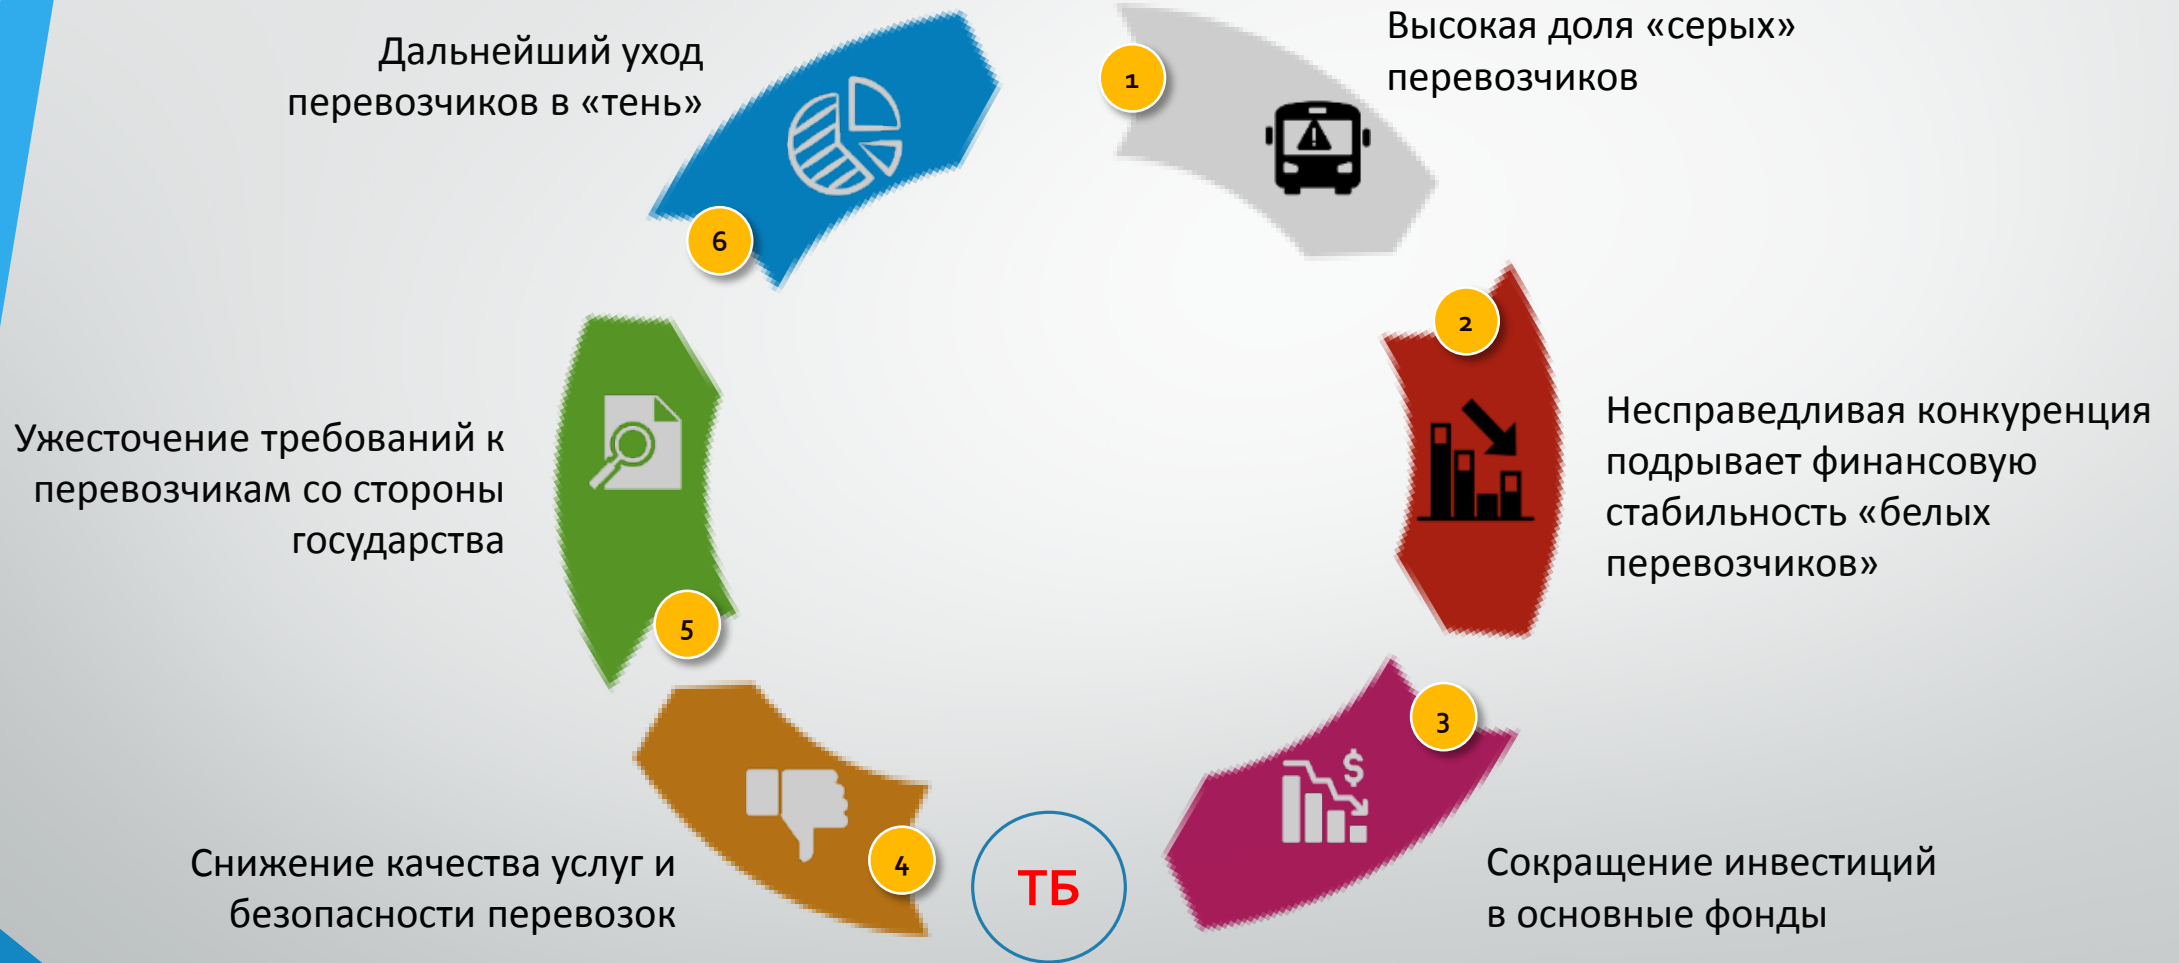 1
Высокая доля «серых»
перевозчиков
2
Несправедливая конкуренция
подрывает финансовую
стабильность «белых
перевозчиков»
3
Сокращение инвестиций
в основные фонды
ТБ
4
Снижение качества услуг и
безопасности перевозок
5
Ужесточение требований к
перевозчикам со стороны
государства
6
Дальнейший уход
перевозчиков в «тень»
$